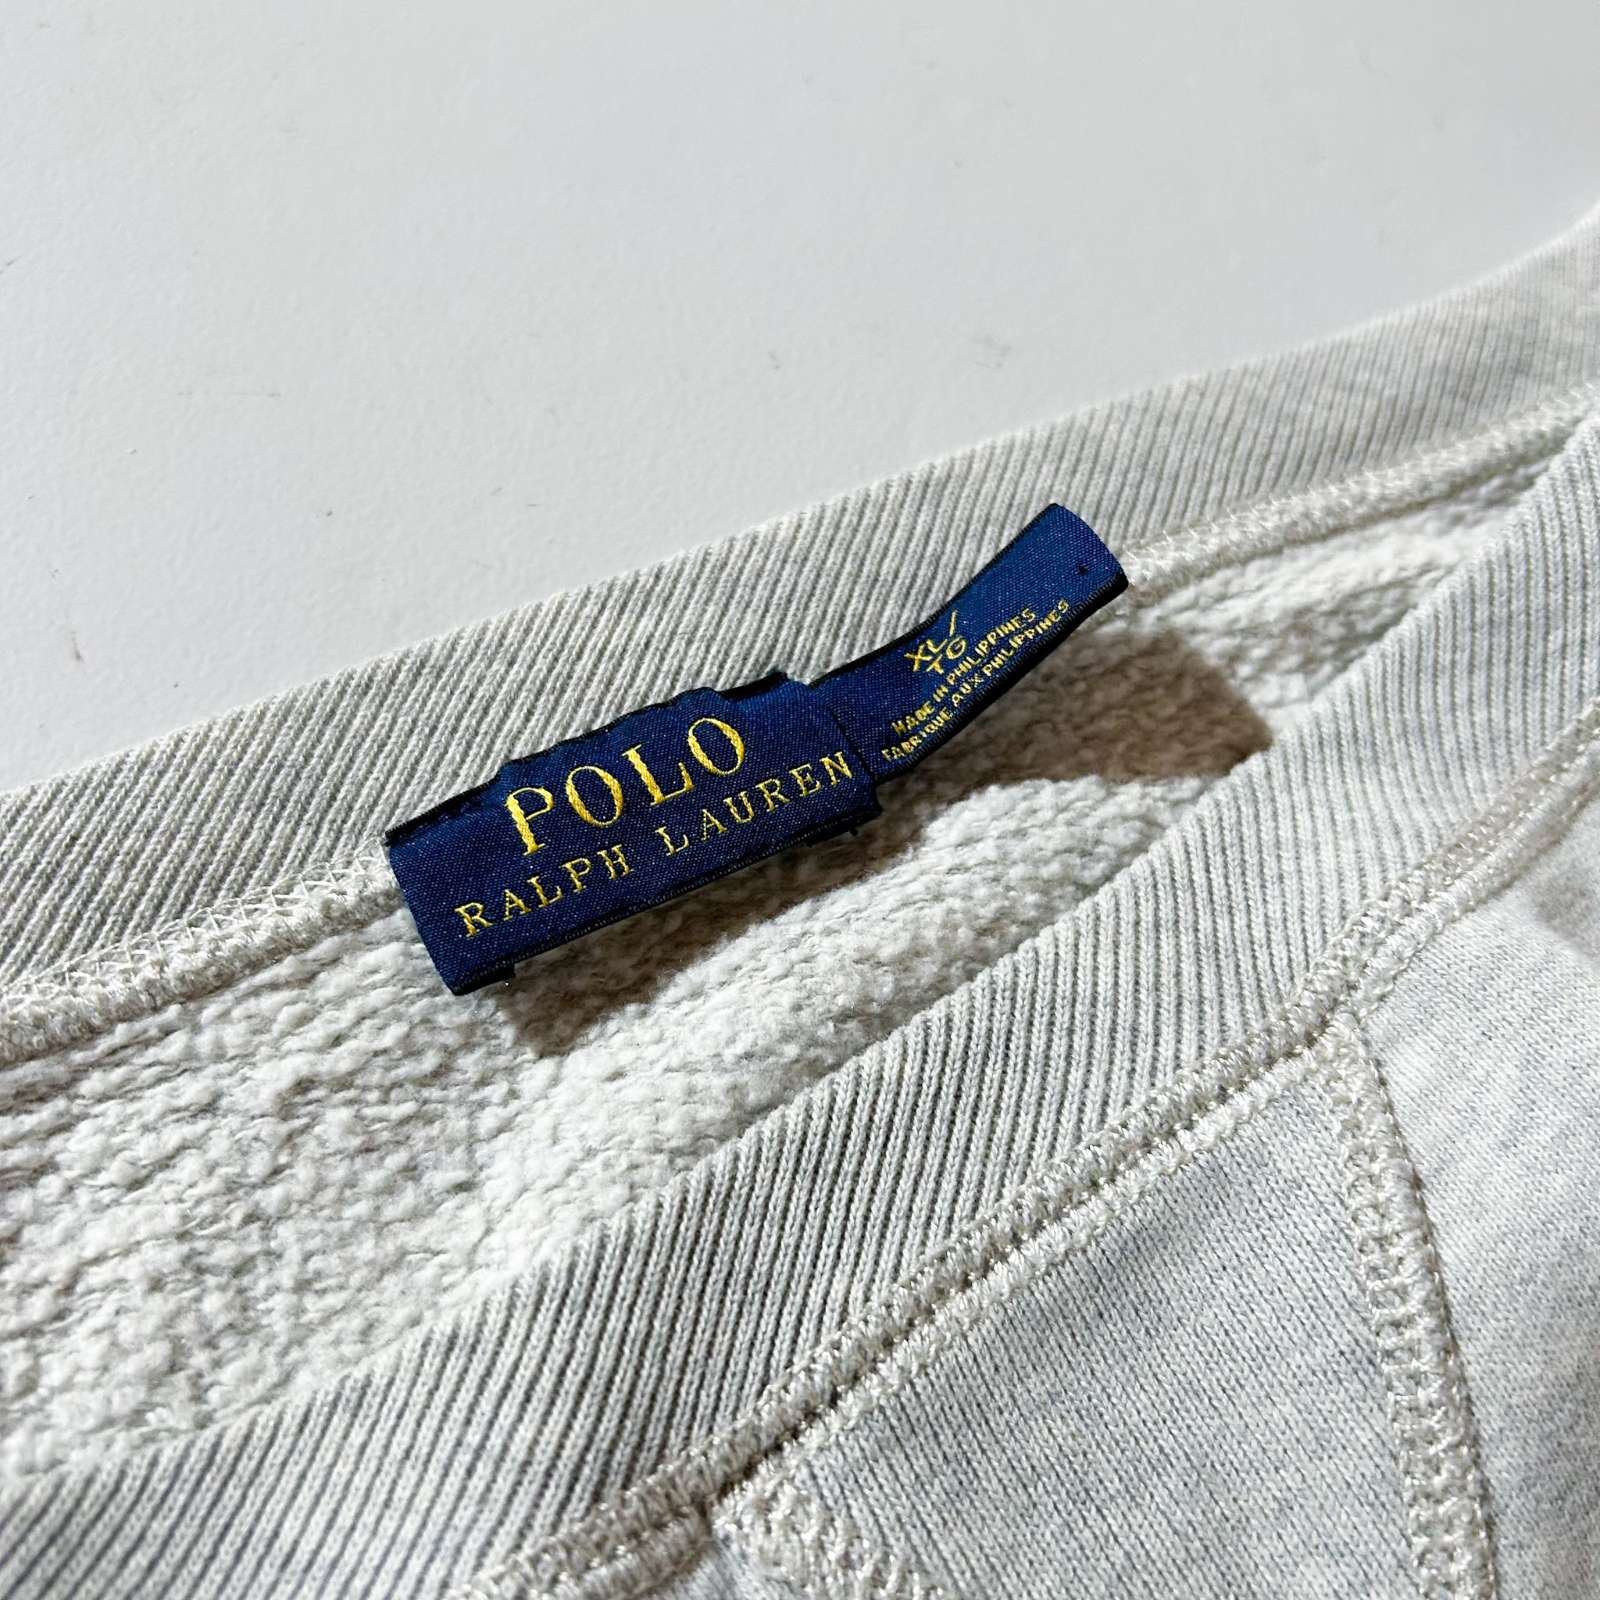 POLO
RALPH LAUREN
XL/
TG
MADE IN PHILIPPINES
FABRIQUE AUX PHILIPPINES